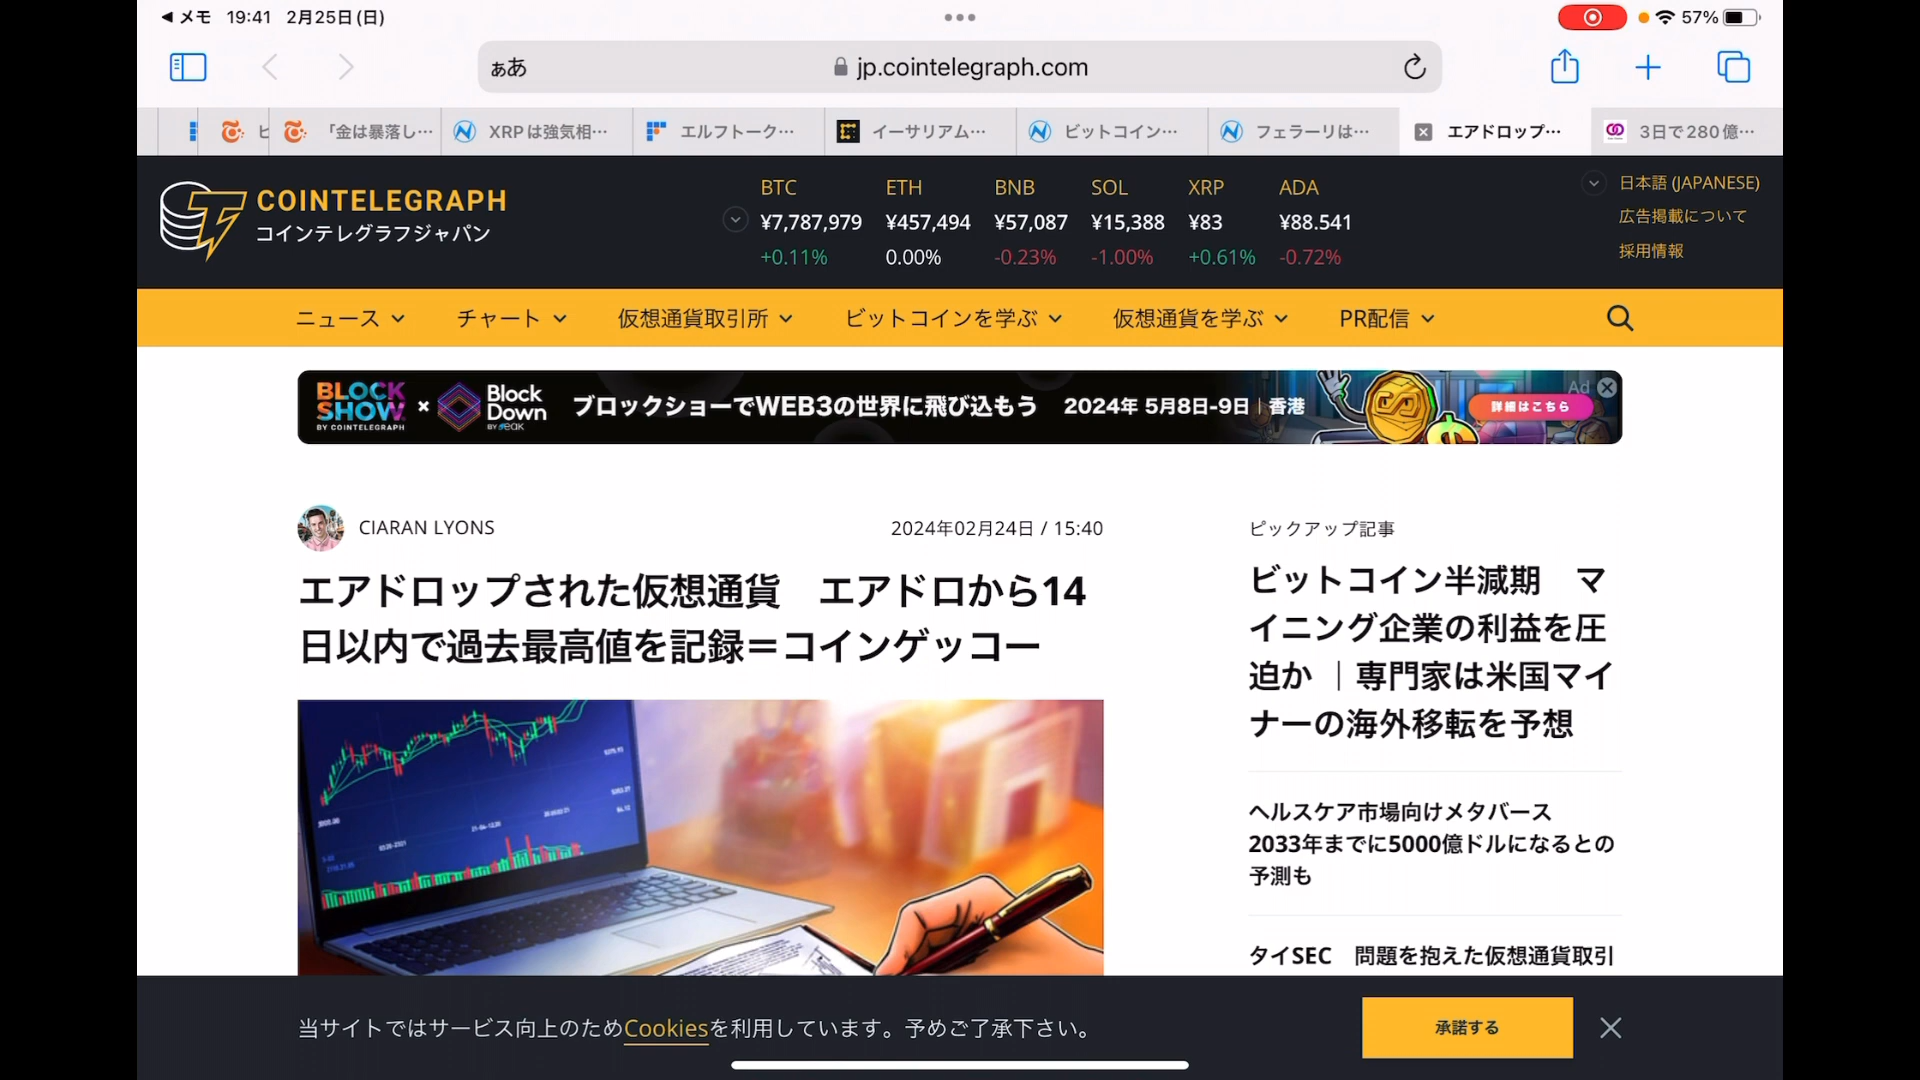 メモ 19:41 2月25日(日) 57%
ぁあ jp.cointelegraph.com
ビ 「金は暴落し… XRPは強気相… エルフトーク… イーサリアム… ビットコイン… フェラーリは… エアドロップ… 3日で280億…
COINTELEGRAPH
コインテレグラフジャパン
BTC ETH BNB SOL XRP ADA
¥7,787,979 ¥457,494 ¥57,087 ¥15,388 ¥83 ¥88.541
+0.11% 0.00% -0.23% -1.00% +0.61% -0.72%
日本語 (JAPANESE)
広告掲載について
採用情報
ニュース チャート 仮想通貨取引所 ビットコインを学ぶ 仮想通貨を学ぶ PR配信
BLOCK SHOW BY COINTELEGRAPH × Block Down ブロックショーでWEB3の世界に飛び込もう 2024年 5月8日-9日 | 香港 詳細はこちら Ad
CIARAN LYONS 2024年02月24日 / 15:40
エアドロップされた仮想通貨 エアドロから14
日以内で過去最高値を記録＝コインゲッコー
ピックアップ記事
ビットコイン半減期 マ
イニング企業の利益を圧
迫か ｜専門家は米国マイ
ナーの海外移転を予想
ヘルスケア市場向けメタバース
2033年までに5000億ドルになるとの
予測も
タイSEC 問題を抱えた仮想通貨取引
当サイトではサービス向上のためCookiesを利用しています。予めご了承下さい。
承諾する